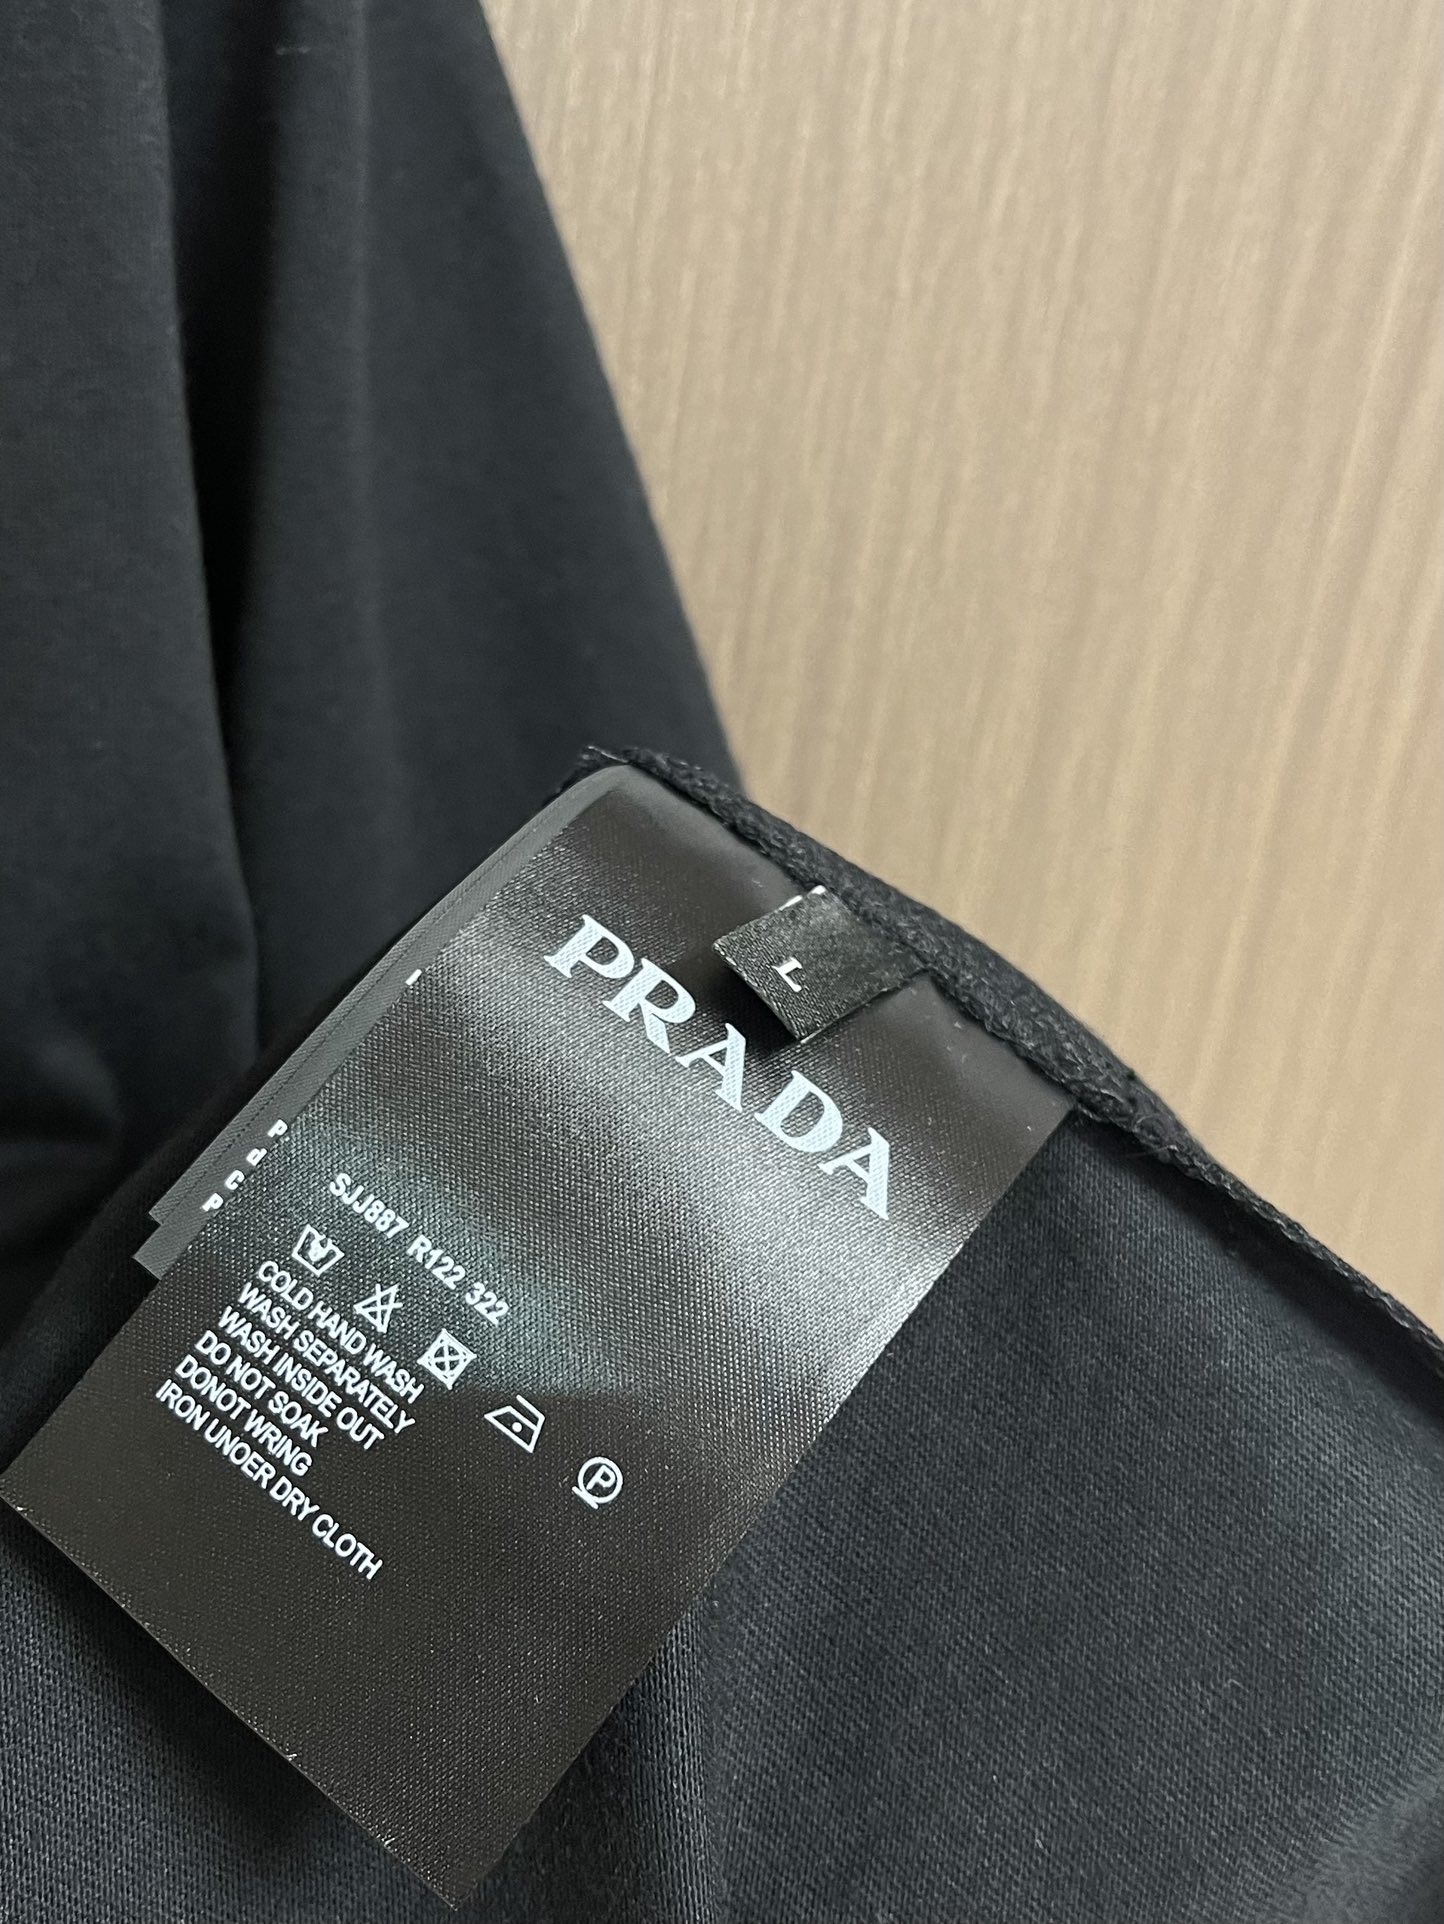 L
PRADA
SJJ887 R122 322
P
COLD HAND WASH
WASH SEPARATELY
WASH INSIDE OUT
DO NOT SOAK
DONOT WRING
IRON UNDER DRY CLOTH
P
d
C
P